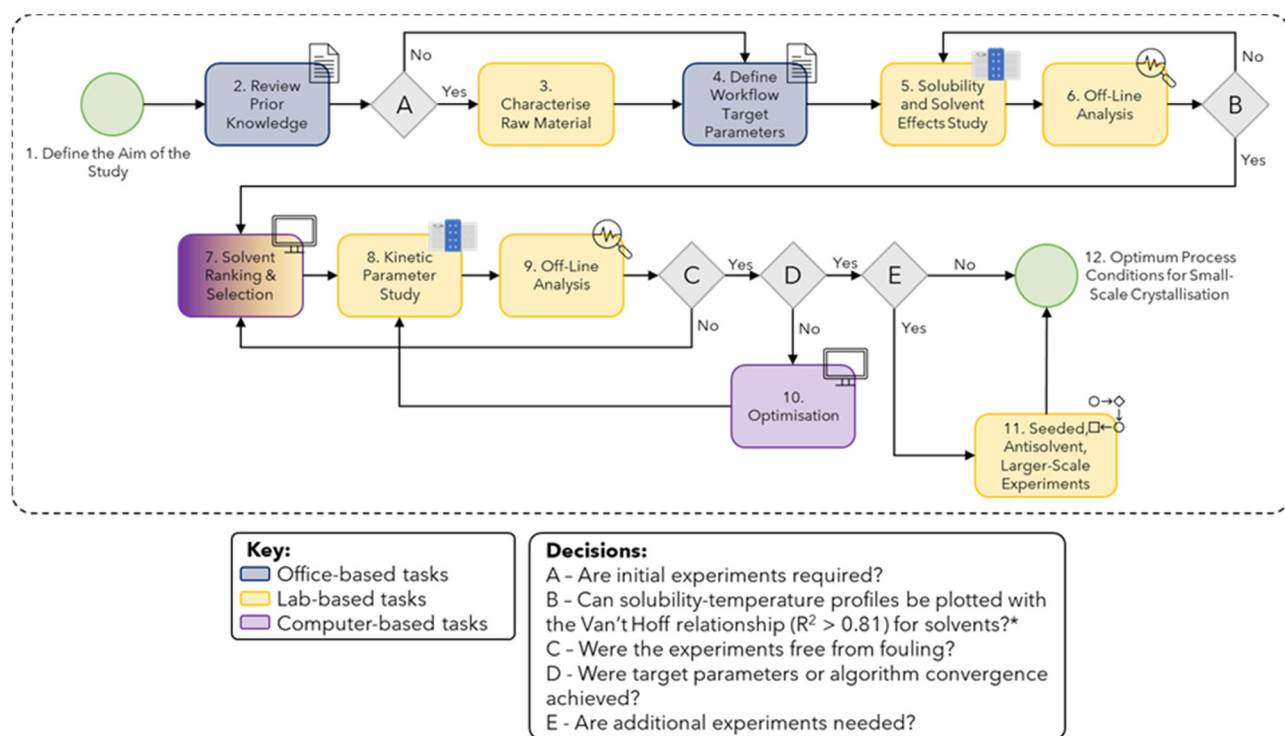 No
No
2. Review
Prior
Knowledge
A
Yes
3.
Characterise
Raw Material
4. Define
Workflow
Target
Parameters
5. Solubility
and Solvent
Effects Study
6. Off-Line
Analysis
B
1. Define the Aim of the
Study
Yes
7. Solvent
Ranking &
Selection
8. Kinetic
Parameter
Study
9. Off-Line
Analysis
C
Yes
D
Yes
E
No
12. Optimum Process
Conditions for Small-
Scale Crystallisation
No
No
Yes
10.
Optimisation
11. Seeded,
Antisolvent,
Larger-Scale
Experiments
Key:
Office-based tasks
Lab-based tasks
Computer-based tasks
Decisions:
A – Are initial experiments required?
B – Can solubility-temperature profiles be plotted with
the Van't Hoff relationship (R² > 0.81) for solvents?*
C – Were the experiments free from fouling?
D – Were target parameters or algorithm convergence
achieved?
E - Are additional experiments needed?